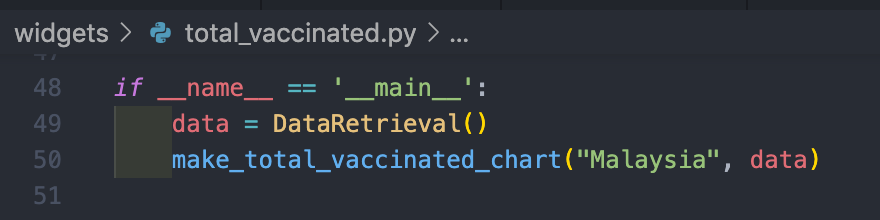 widgets > total_vaccinated.py > ...
47
48 if __name__ == '__main__':
49 data = DataRetrieval()
50 make_total_vaccinated_chart("Malaysia", data)
51